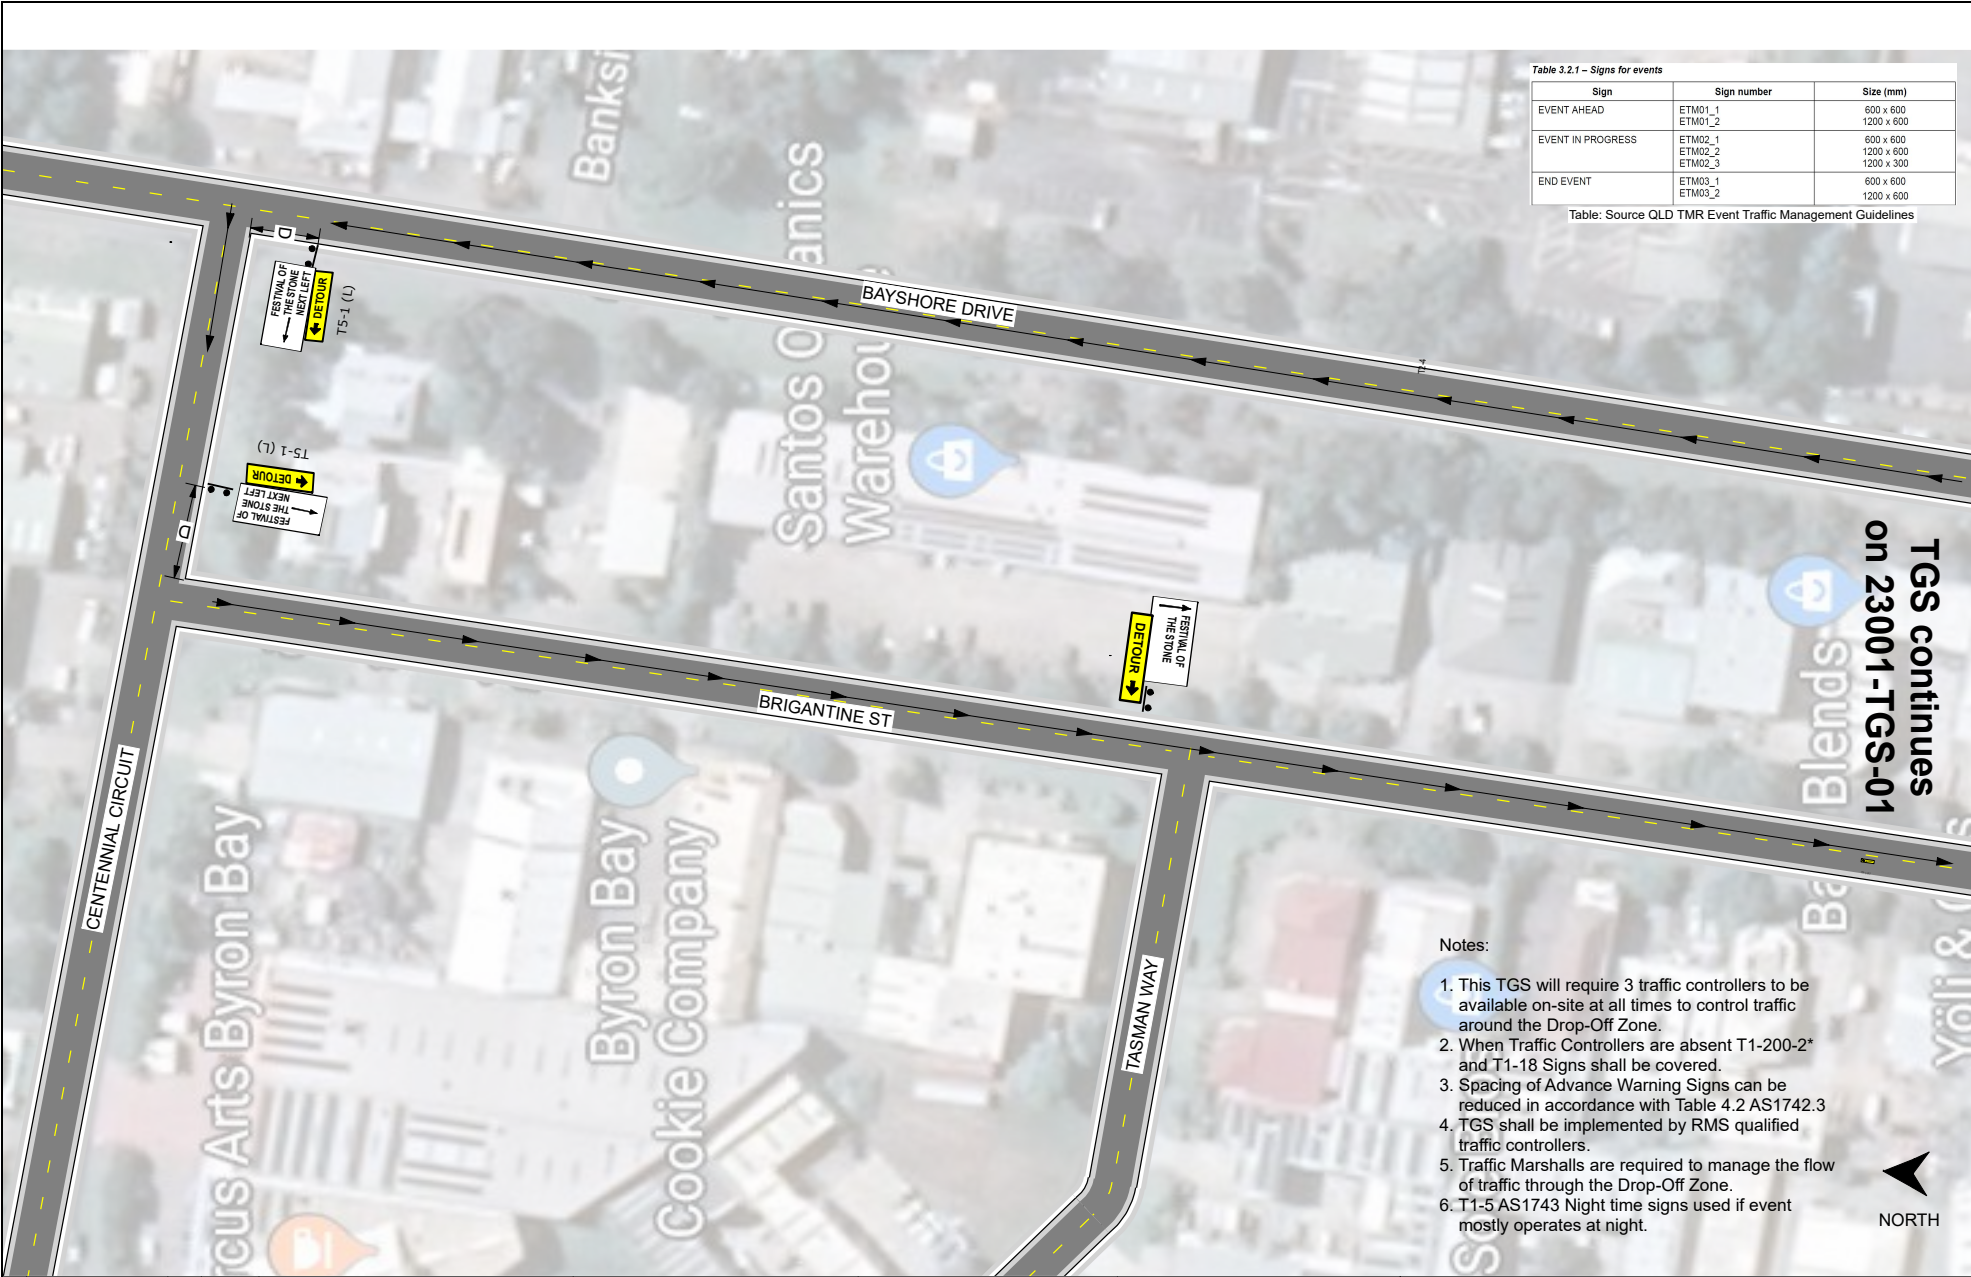 Table 3.2.1 – Signs for events
Sign Sign number Size (mm)
EVENT AHEAD ETM01_1 600 x 600
ETM01_2 1200 x 600
EVENT IN PROGRESS ETM02_1 600 x 600
ETM02_2 1200 x 600
ETM02_3 1200 x 300
END EVENT ETM03_1 600 x 600
ETM03_2 1200 x 600
Table: Source QLD TMR Event Traffic Management Guidelines
Banksi
Santos O anics
Warehou
D
FESTIVAL OF
THE STONE
NEXT LEFT
DETOUR
T5-1 (L)
BAYSHORE DRIVE
T2-4
T5-1 (L)
DETOUR
NEXT LEFT
THE STONE
FESTIVAL OF
D
DETOUR
FESTIVAL OF
THE STONE
TGS continues
on 23001-TGS-01
BRIGANTINE ST
CENTENNIAL CIRCUIT
TASMAN WAY
Byron Bay
Cookie Company
rcus Arts Byron Bay
Blends
Ba
Yoli &
Notes:
1. This TGS will require 3 traffic controllers to be
available on-site at all times to control traffic
around the Drop-Off Zone.
2. When Traffic Controllers are absent T1-200-2*
and T1-18 Signs shall be covered.
3. Spacing of Advance Warning Signs can be
reduced in accordance with Table 4.2 AS1742.3
4. TGS shall be implemented by RMS qualified
traffic controllers.
5. Traffic Marshalls are required to manage the flow
of traffic through the Drop-Off Zone.
6. T1-5 AS1743 Night time signs used if event
mostly operates at night.
NORTH